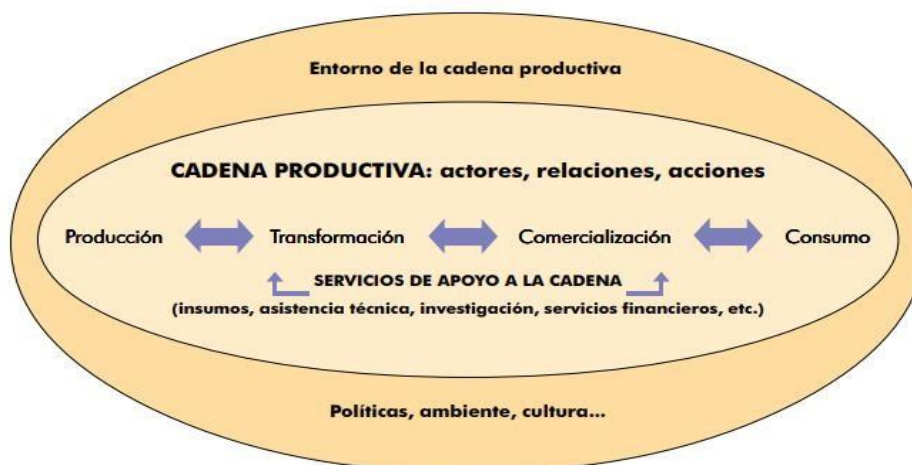 Entorno de la cadena productiva
CADENA PRODUCTIVA: actores, relaciones, acciones
Producción Transformación Comercialización Consumo
SERVICIOS DE APOYO A LA CADENA
(insumos, asistencia técnica, investigación, servicios financieros, etc.)
Políticas, ambiente, cultura...